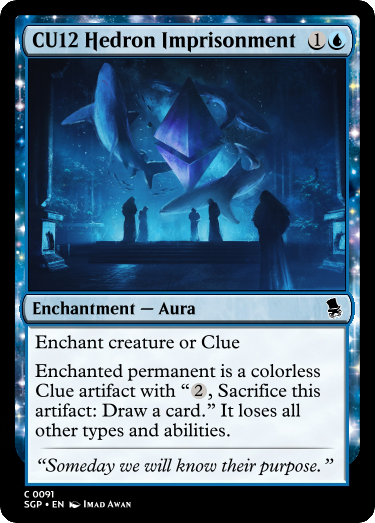 CU12 Hedron Imprisonment 1
Enchantment — Aura
Enchant creature or Clue
Enchanted permanent is a colorless
Clue artifact with “2, Sacrifice this
artifact: Draw a card.” It loses all
other types and abilities.
“Someday we will know their purpose.”
C 0091
SGP • EN Imad Awan